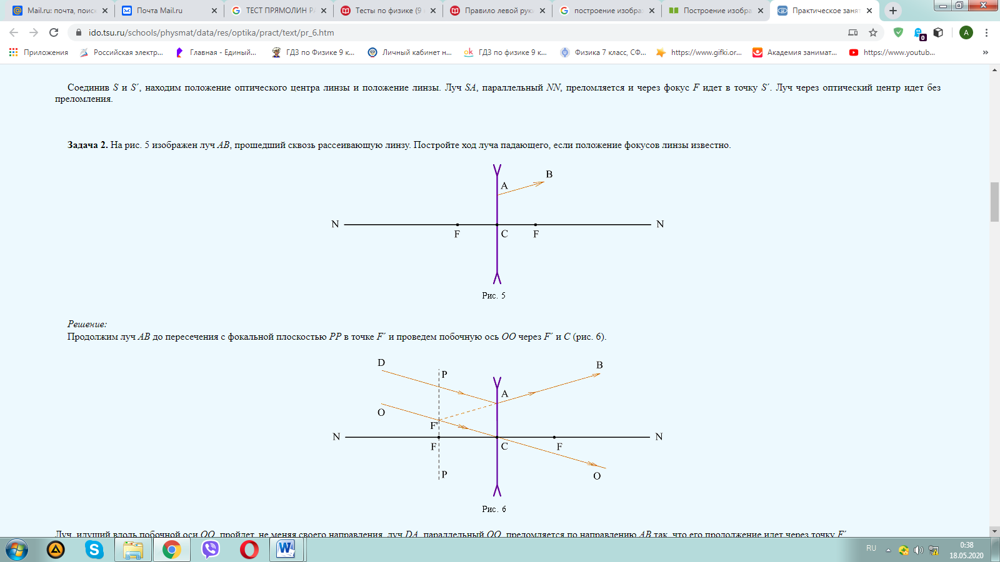 Mail.ru: почта, поис
Почта Mail.ru
ТЕСТ ПРЯМОЛИН РА
Тесты по физике (9
Правило левой рук
построение изображ
Построение изобра
Практическое занят
ido.tsu.ru/schools/physmat/data/res/optika/pract/text/pr_6.htm
0
A
Приложения
Российская электр...
Главная - Единый...
ГДЗ по Физике 9 к...
Личный кабинет н...
ok
ГДЗ по физике 9 к...
Физика 7 класс, СФ...
https://www.gifki.or...
Академия занимат...
https://www.youtub...
»
Соединив S и S´, находим положение оптического центра линзы и положение линзы. Луч SA, параллельный NN, преломляется и через фокус F идет в точку S´. Луч через оптический центр идет без
преломления.
Задача 2. На рис. 5 изображен луч AB, прошедший сквозь рассеивающую линзу. Постройте ход луча падающего, если положение фокусов линзы известно.
B
A
N
N
F
C
F
Рис. 5
Решение:
Продолжим луч AB до пересечения с фокальной плоскостью PP в точке F´ и проведем побочную ось OO через F´ и C (рис. 6).
D
B
P
A
O
F'
N
N
F
C
F
P
O
Рис. 6
Луч, идущий вдоль побочной оси OO, пройдет, не меняя своего направления, луч DA, параллельный OO, преломляется по направлению AB так, что его продолжение идет через точку F´
RU
0:38
18.05.2020